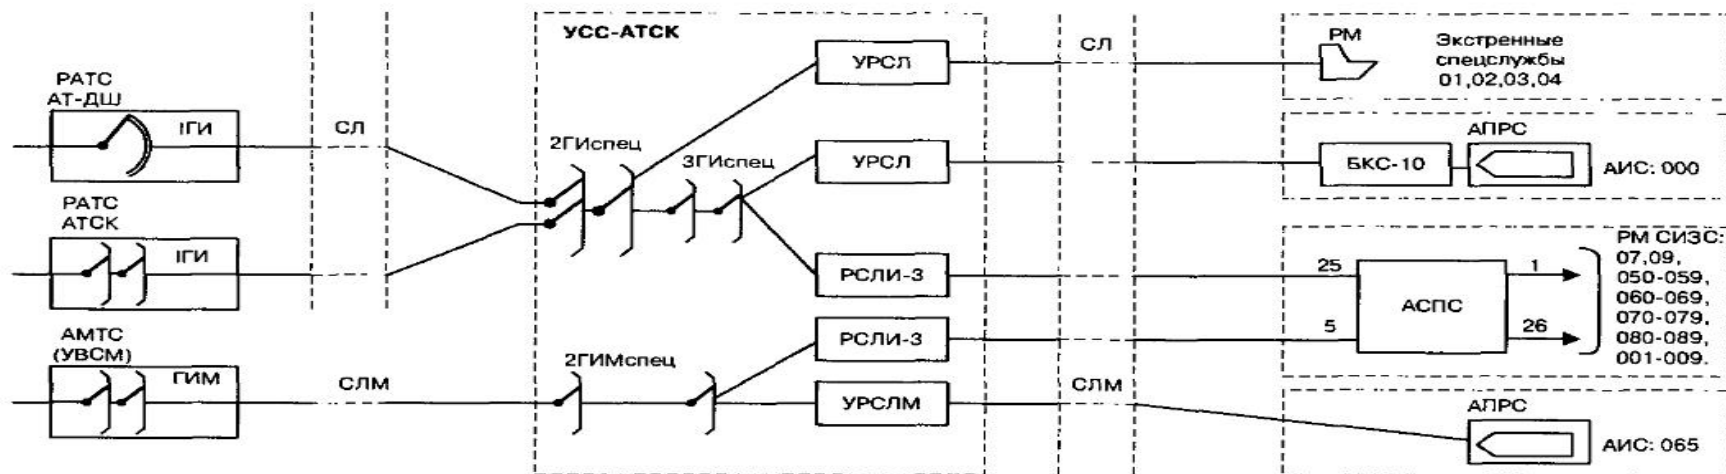 УСС-АТСК
РАТС
АТ-ДШ
IГИ
СЛ
РАТС
АТСК
IГИ
АМТС
(УВСМ)
ГИМ
СЛМ
2ГИспец
3ГИспец
2ГИМспец
УРСЛ
УРСЛ
РСЛИ-3
РСЛИ-3
УРСЛМ
СЛ
СЛМ
РМ
Экстренные
спецслужбы
01,02,03,04
АПРС
БКС-10
АИС: 000
25
5
АСПС
1
26
РМ СИЗС:
07,09,
050-059,
060-069,
070-079,
080-089,
001-009.
АПРС
АИС: 065